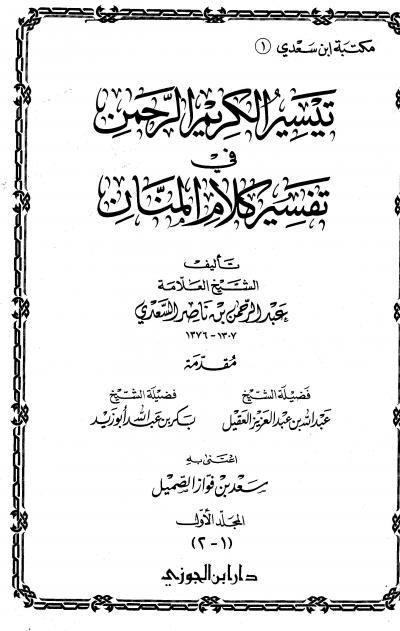 مكتبة ابن سعدي (١)
تيسير الكريم الرحمن
في
تفسير كلام المنان
تأليف
الشيخ العلامة
عبد الرحمن بن ناصر السعدي
١٣٠٧-١٣٧٦
مقدمة
فضيلة الشيخ
عبد الله بن عبد العزيز العقيل
فضيلة الشيخ
بكر بن عبد الله أبو زيد
اعتنى به
سعد بن فواز الصميل
المجلد الأول
(١-٢)
دار ابن الجوزي